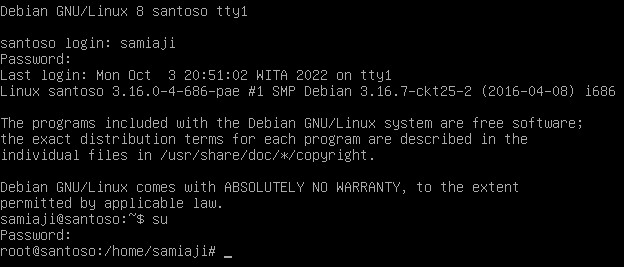 Debian GNU/Linux 8 santoso tty1
santoso login: samiaji
Password:
Last login: Mon Oct  3 20:51:02 WITA 2022 on tty1
Linux santoso 3.16.0-4-686-pae #1 SMP Debian 3.16.7-ckt25-2 (2016-04-08) i686
The programs included with the Debian GNU/Linux system are free software;
the exact distribution terms for each program are described in the
individual files in /usr/share/doc/*/copyright.
Debian GNU/Linux comes with ABSOLUTELY NO WARRANTY, to the extent
permitted by applicable law.
samiaji@santoso:~$ su
Password:
root@santoso:/home/samiaji# _